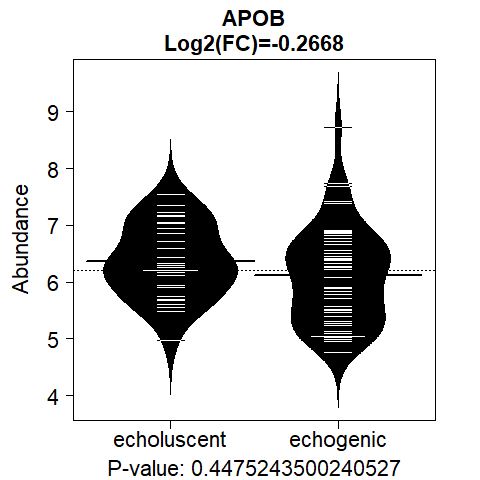 APOB
Log2(FC)=-0.2668
Abundance
9
8
7
6
5
4
echoluscent
echogenic
P-value: 0.4475243500240527